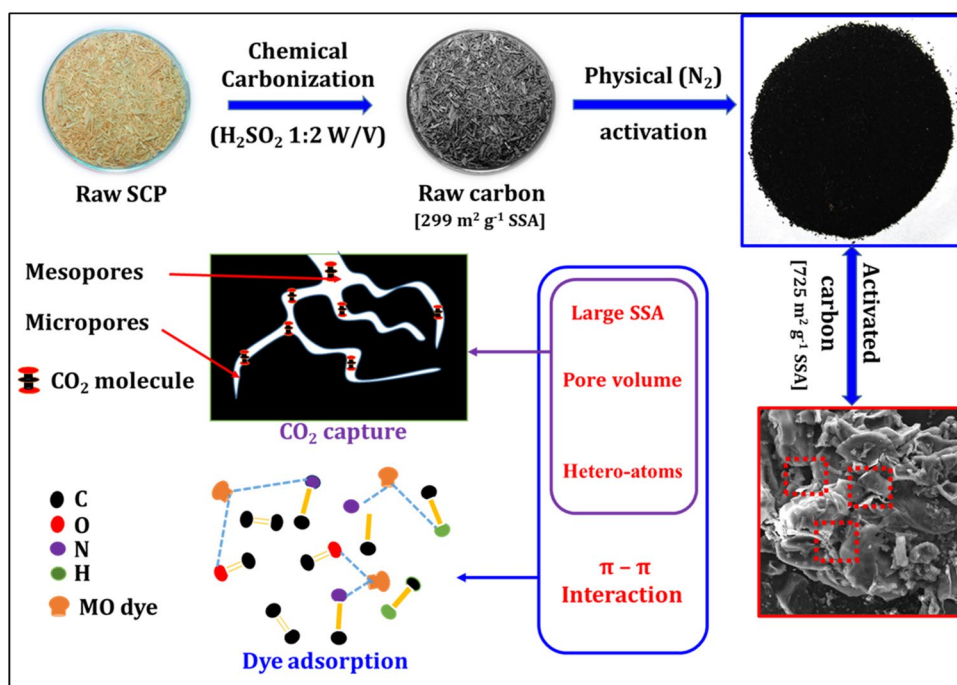 Chemical
Carbonization
(H₂SO₂ 1:2 W/V)
Physical (N₂)
activation
Raw SCP
Raw carbon
[299 m² g⁻¹ SSA]
Activated
carbon
[725 m² g⁻¹ SSA]
Mesopores
Micropores
CO₂ molecule
CO₂ capture
Large SSA
Pore volume
Hetero-atoms
π – π
Interaction
C
O
N
H
MO dye
Dye adsorption